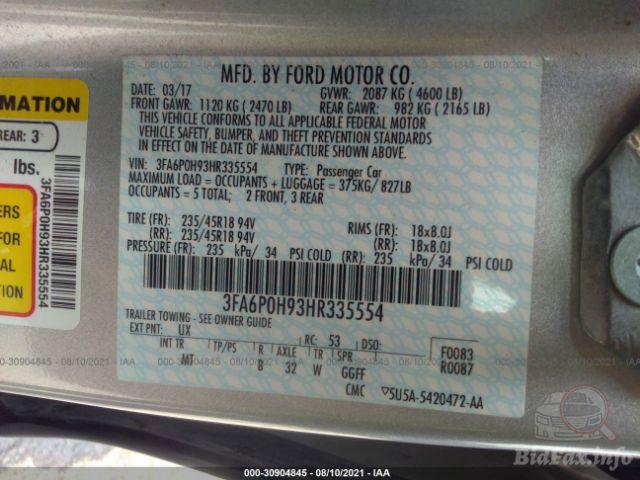 000-30904845 - 08/10/2021 - IAA
MATION
REAR: 3
lbs.
ERS
FOR
AL
3FA6P0H93HR335554
MFD. BY FORD MOTOR CO.
DATE: 03/17 GVWR: 2087 KG ( 4600 LB)
FRONT GAWR: 1120 KG ( 2470 LB) REAR GAWR: 982 KG ( 2165 LB)
THIS VEHICLE CONFORMS TO ALL APPLICABLE FEDERAL MOTOR
VEHICLE SAFETY, BUMPER, AND THEFT PREVENTION STANDARDS
IN EFFECT ON THE DATE OF MANUFACTURE SHOWN ABOVE.
VIN: 3FA6P0H93HR335554 TYPE: Passenger Car
MAXIMUM LOAD = OCCUPANTS + LUGGAGE = 375KG/ 827LB
OCCUPANTS = 5 TOTAL; 2 FRONT, 3 REAR
TIRE (FR): 235/45R18 94V RIMS (FR): 18x8.0J
(RR): 235/45R18 94V (RR): 18x8.0J
PRESSURE (FR): 235 kPa/ 34 PSI COLD (RR): 235 kPa/ 34 PSI COLD
3FA6P0H93HR335554
TRAILER TOWING - SEE OWNER GUIDE
EXT PNT: UX RC: 53 DSO: F0083
INT TR TP/PS R AXLE TR SPR R0087
MT B 32 W GGFF
CMC 5U5A-5420472-AA
000-30904845 - 08/10/2021 - IAA
BidFax.info